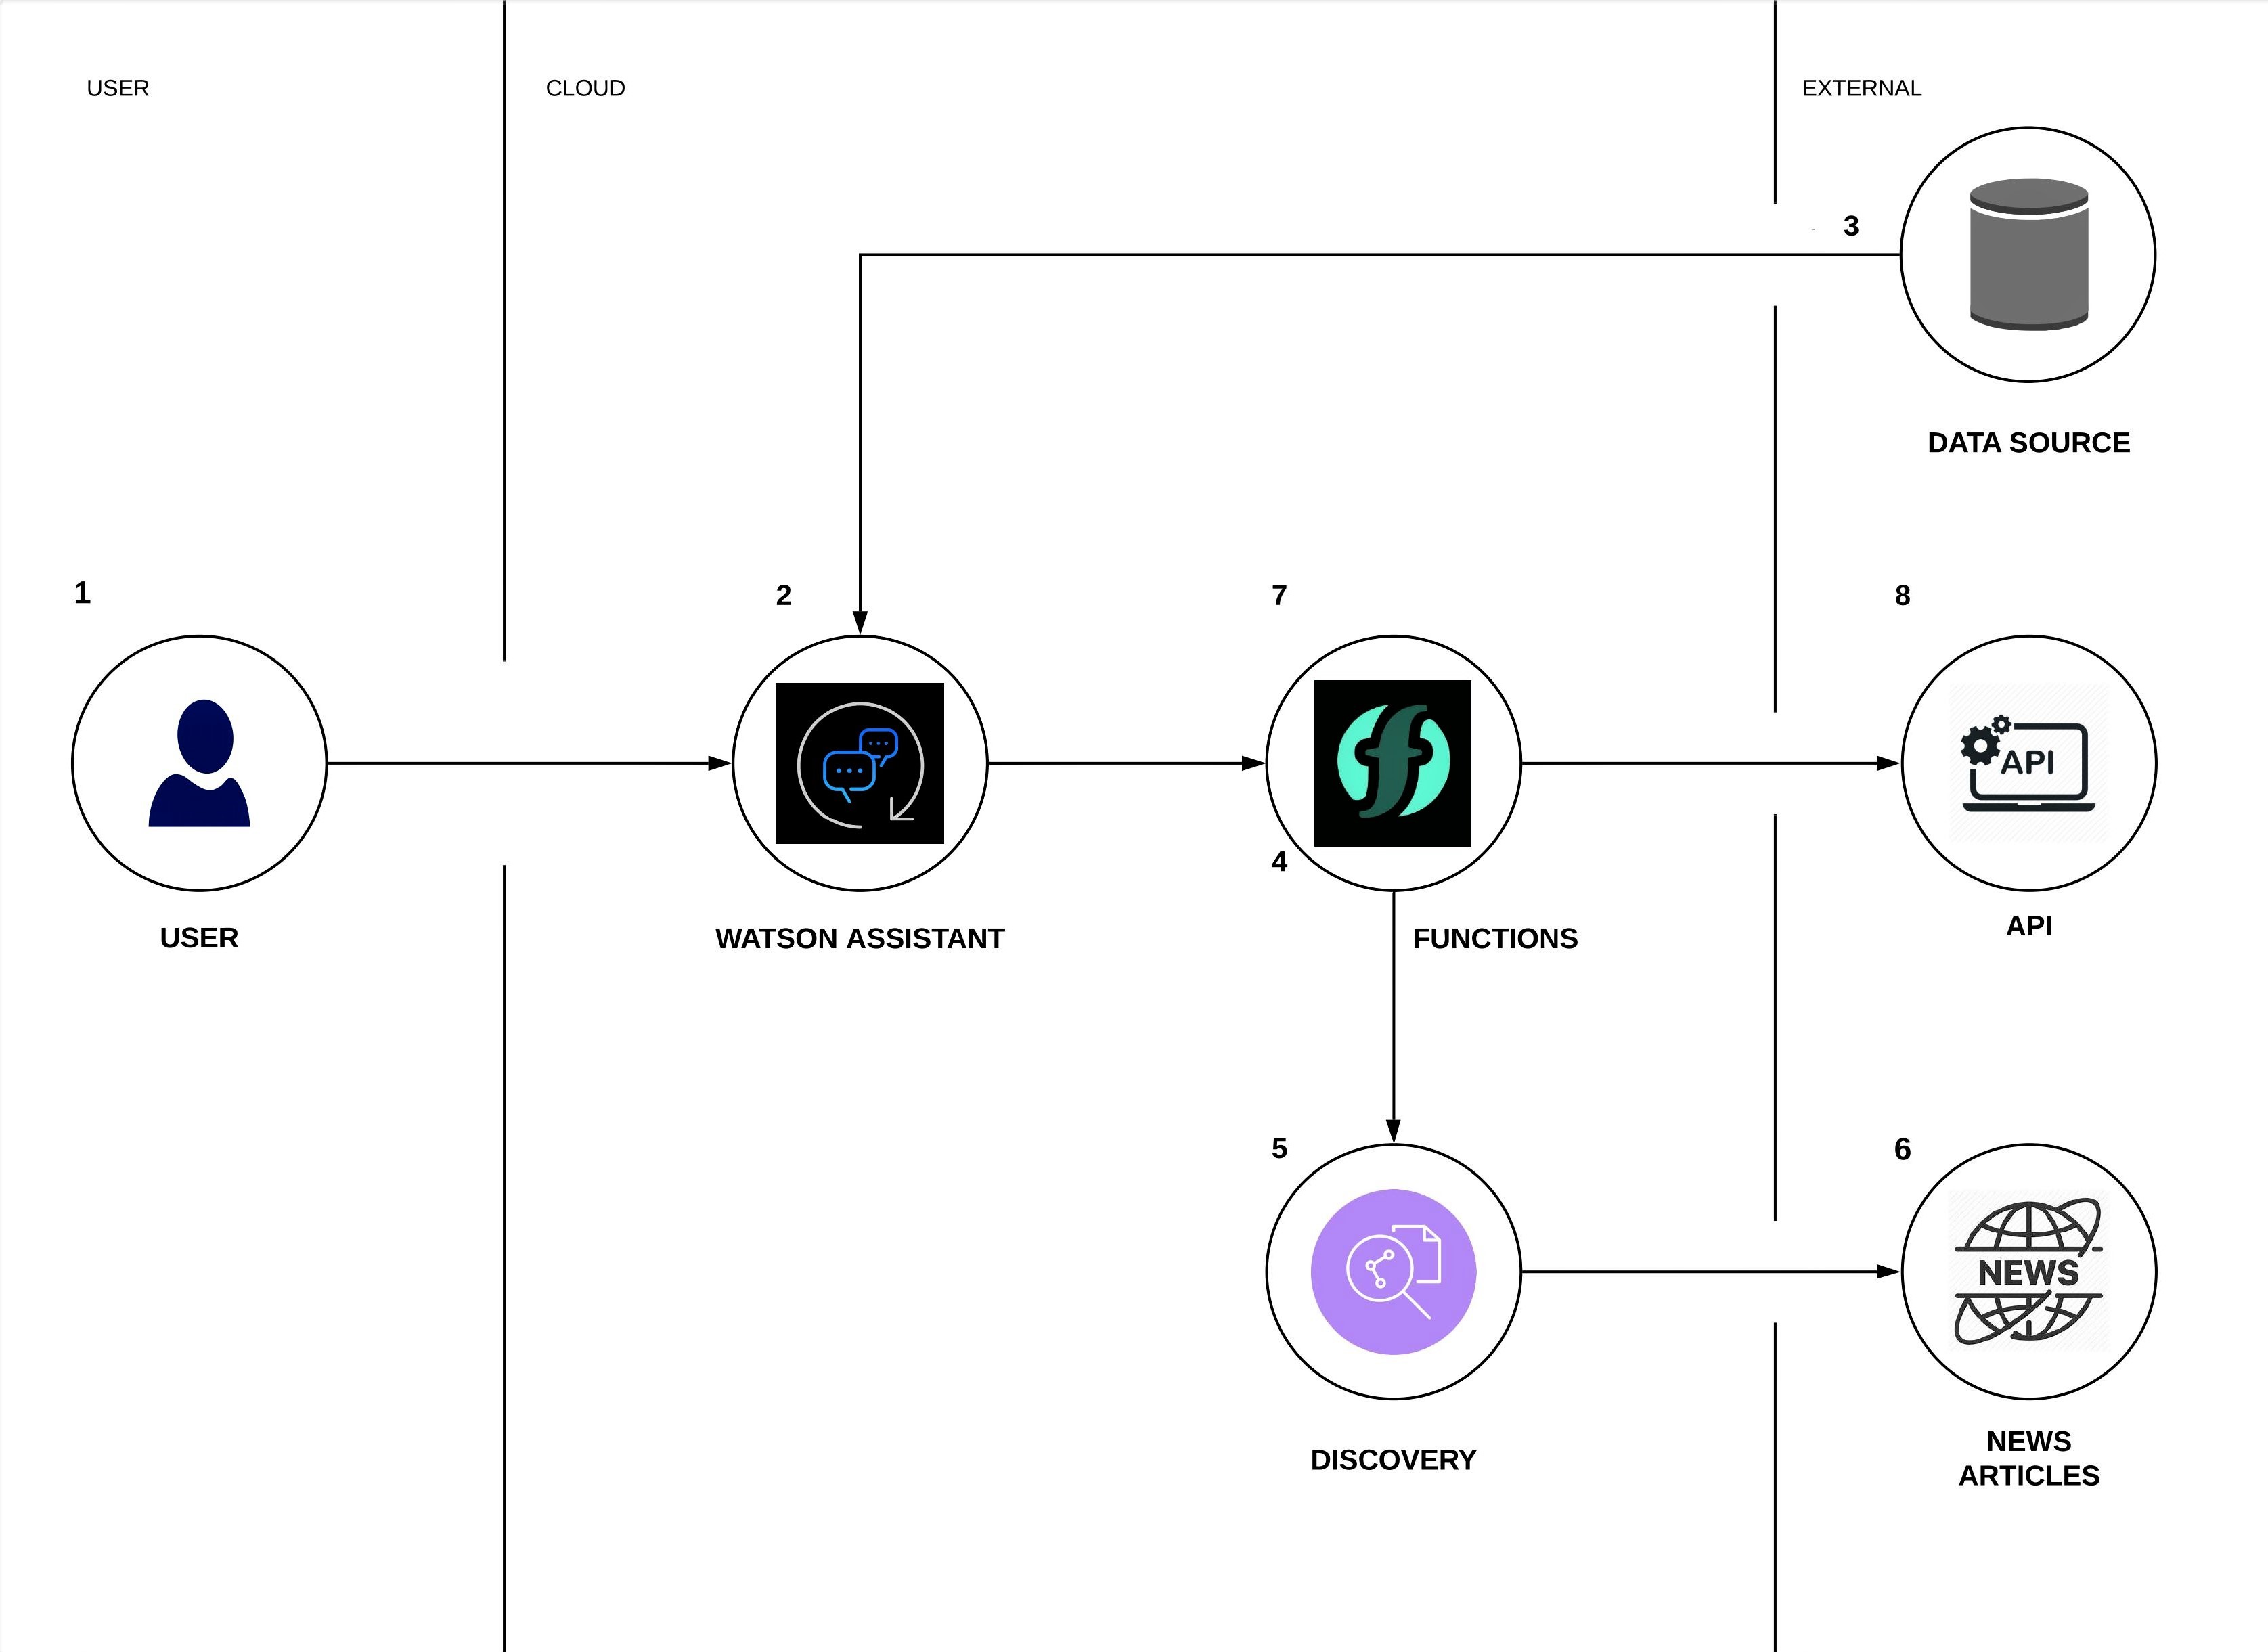 USER
CLOUD
EXTERNAL
3
DATA SOURCE
1
2
7
8
API
4
USER
WATSON ASSISTANT
FUNCTIONS
API
5
6
NEWS
DISCOVERY
NEWS
ARTICLES